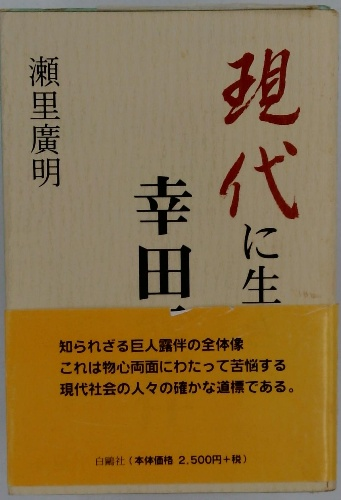 現代に生
幸田
瀬里廣明
知られざる巨人露伴の全体像
これは物心両面にわたって苦悩する
現代社会の人々の確かな道標である。
白鷗社（本体価格 2,500円+税）